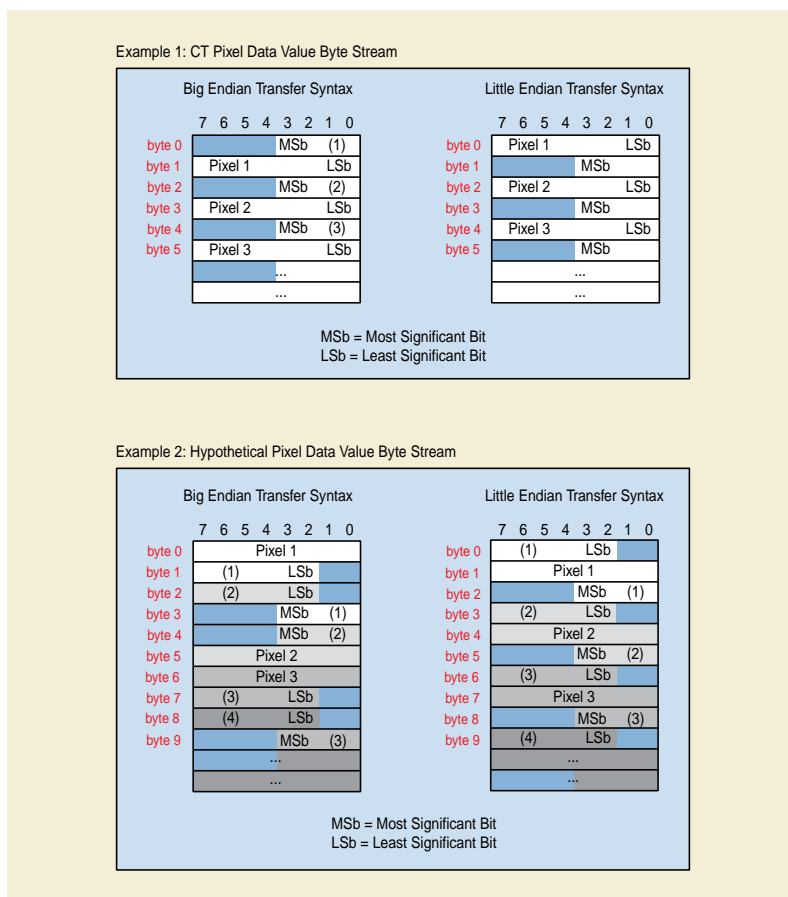 Example 1: CT Pixel Data Value Byte Stream
Big Endian Transfer Syntax
7 6 5 4 3 2 1 0
byte 0 MSb (1)
byte 1 Pixel 1 LSb
byte 2 MSb (2)
byte 3 Pixel 2 LSb
byte 4 MSb (3)
byte 5 Pixel 3 LSb
...
...
Little Endian Transfer Syntax
7 6 5 4 3 2 1 0
byte 0 Pixel 1 LSb
byte 1 MSb
byte 2 Pixel 2 LSb
byte 3 MSb
byte 4 Pixel 3 LSb
byte 5 MSb
...
...
MSb = Most Significant Bit
LSb = Least Significant Bit
Example 2: Hypothetical Pixel Data Value Byte Stream
Big Endian Transfer Syntax
7 6 5 4 3 2 1 0
byte 0 Pixel 1
byte 1 (1) LSb
byte 2 (2) LSb
byte 3 MSb (1)
byte 4 MSb (2)
byte 5 Pixel 2
byte 6 Pixel 3
byte 7 (3) LSb
byte 8 (4) LSb
byte 9 MSb (3)
...
...
Little Endian Transfer Syntax
7 6 5 4 3 2 1 0
byte 0 (1) LSb
byte 1 Pixel 1
byte 2 MSb (1)
byte 3 (2) LSb
byte 4 Pixel 2
byte 5 MSb (2)
byte 6 (3) LSb
byte 7 Pixel 3
byte 8 MSb (3)
byte 9 (4) LSb
...
...
MSb = Most Significant Bit
LSb = Least Significant Bit